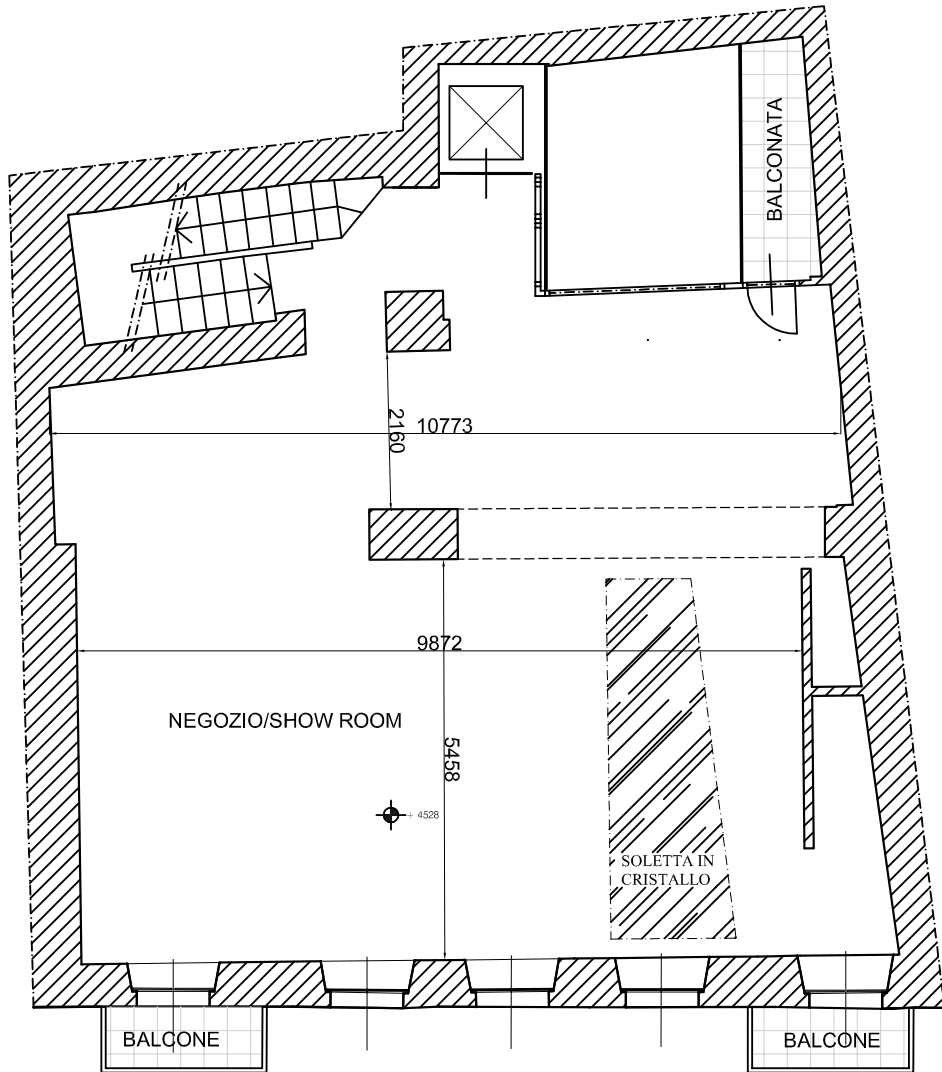 BALCONATA
10773
2160
9872
NEGOZIO/SHOW ROOM
5458
+ 4528
SOLETTA IN
CRISTALLO
BALCONE
BALCONE